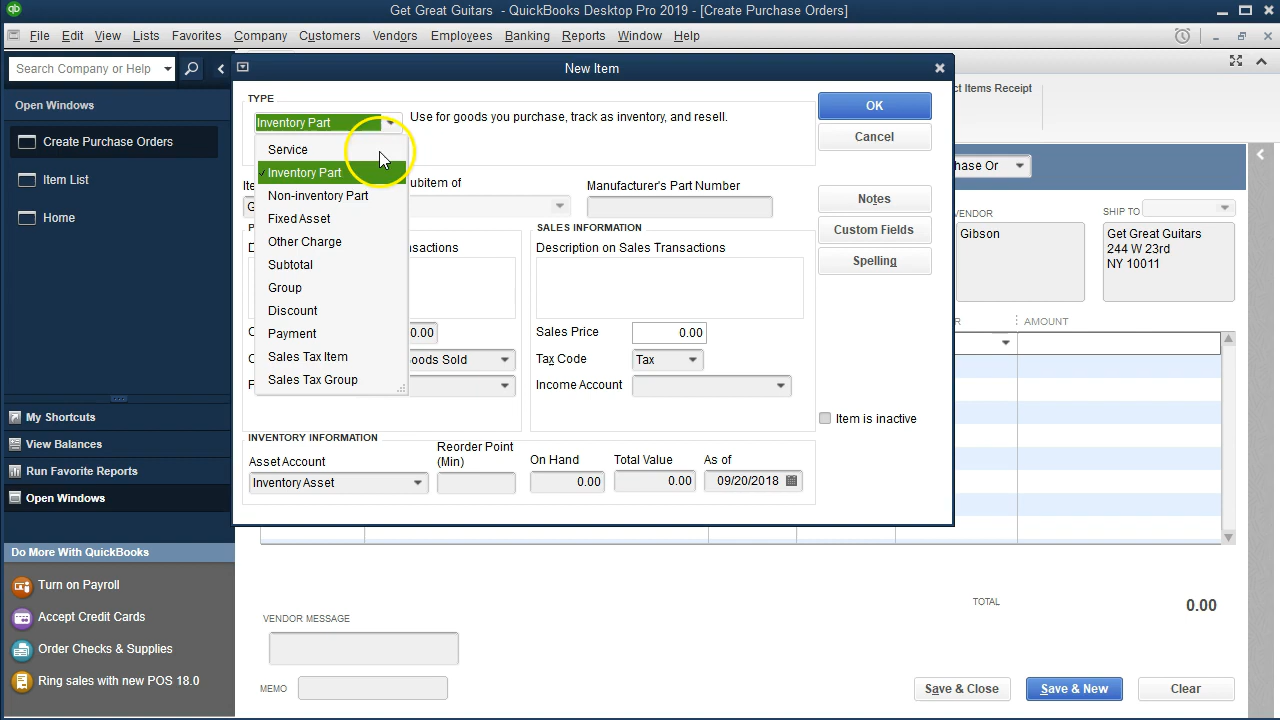 Get Great Guitars - QuickBooks Desktop Pro 2019 - [Create Purchase Orders]
File Edit View Lists Favorites Company Customers Vendors Employees Banking Reports Window Help
Search Company or Help
Open Windows
Create Purchase Orders
Item List
Home
My Shortcuts
View Balances
Run Favorite Reports
Open Windows
Do More With QuickBooks
Turn on Payroll
Accept Credit Cards
Order Checks & Supplies
Ring sales with new POS 18.0
New Item
TYPE
Inventory Part
Use for goods you purchase, track as inventory, and resell.
Service
Inventory Part
Non-inventory Part
Fixed Asset
Other Charge
Subtotal
Group
Discount
Payment
Sales Tax Item
Sales Tax Group
OK
Cancel
Notes
Custom Fields
Spelling
ubitem of
Manufacturer's Part Number
SALES INFORMATION
Description on Sales Transactions
Sales Price 0.00
Tax Code Tax
Income Account
Item is inactive
INVENTORY INFORMATION
Asset Account
Inventory Asset
Reorder Point
(Min)
On Hand
0.00
Total Value
0.00
As of
09/20/2018
ct Items Receipt
hase Or
VENDOR
Gibson
SHIP TO
Get Great Guitars
244 W 23rd
NY 10011
AMOUNT
VENDOR MESSAGE
MEMO
TOTAL 0.00
Save & Close
Save & New
Clear